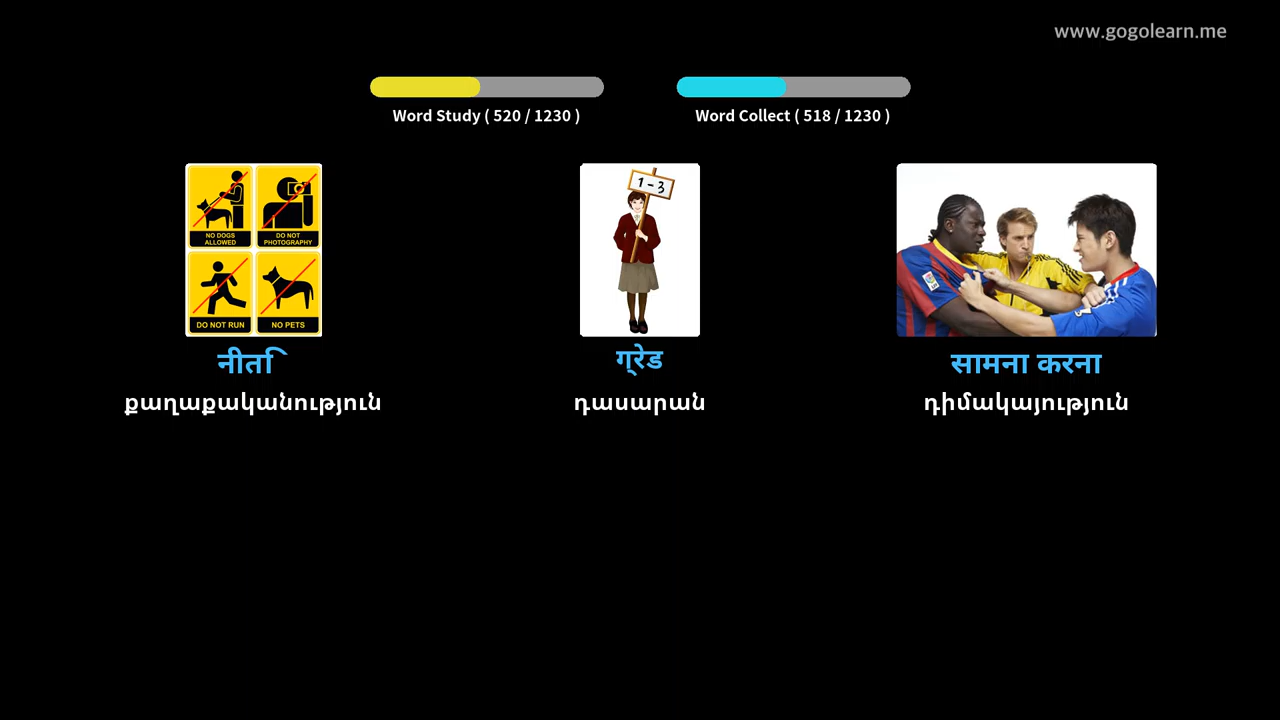 www.gogolearn.me
Word Study ( 520 / 1230 )
Word Collect ( 518 / 1230 )
NO DOGS
ALLOWED
DO NOT
PHOTOGRAPHY
DO NOT RUN
NO PETS
1 - 3
नीति
ग्रेड
सामना करना
քաղաքականություն
դասարան
դիմակայություն